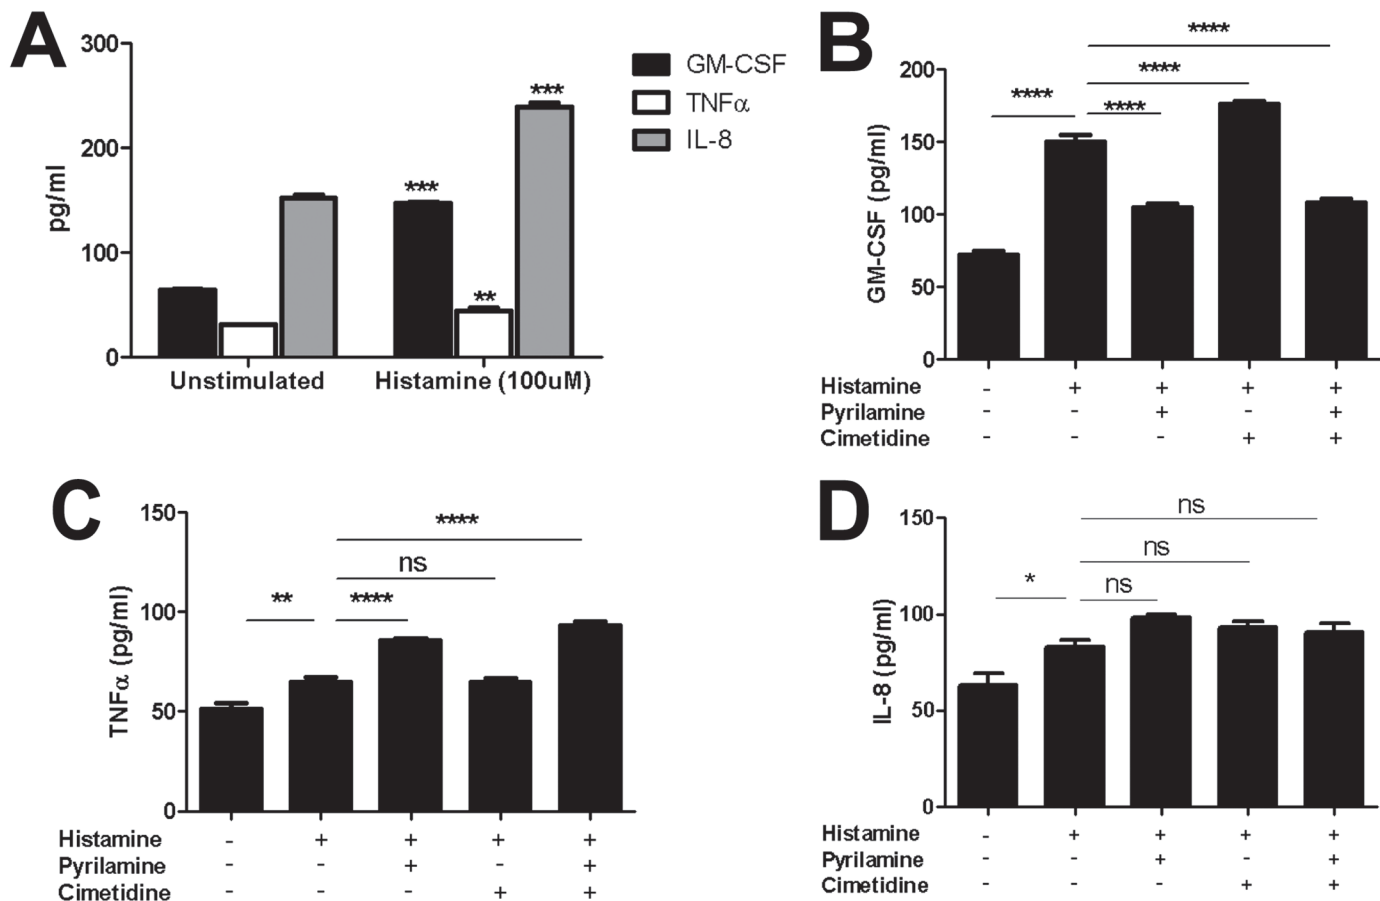 A
300
200
100
0
pg/ml
***
***
**
Unstimulated
Histamine (100uM)
GM-CSF
TNFα
IL-8
B
200
150
100
50
0
GM-CSF (pg/ml)
****
****
****
****
Histamine - + + + +
Pyrilamine - - + - +
Cimetidine - - - + +
C
150
100
50
0
TNFα (pg/ml)
****
ns
** ****
Histamine - + + + +
Pyrilamine - - + - +
Cimetidine - - - + +
D
150
100
50
0
IL-8 (pg/ml)
ns
ns
* ns
Histamine - + + + +
Pyrilamine - - + - +
Cimetidine - - - + +